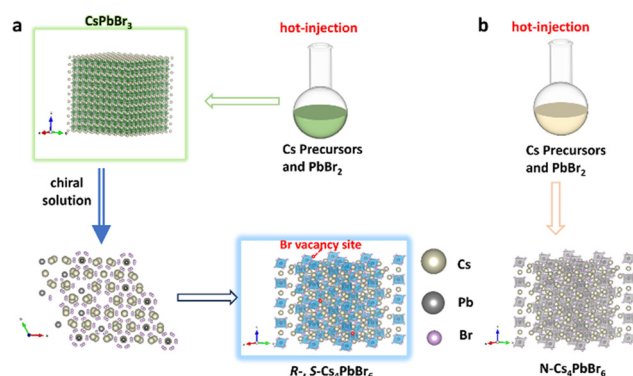 a
CsPbBr3
hot-injection
b
hot-injection
Cs Precursors
and PbBr2
Cs Precursors
and PbBr2
chiral
solution
Br vacancy site
Cs
Pb
Br
R-, S-Cs4PbBr6
N-Cs4PbBr6